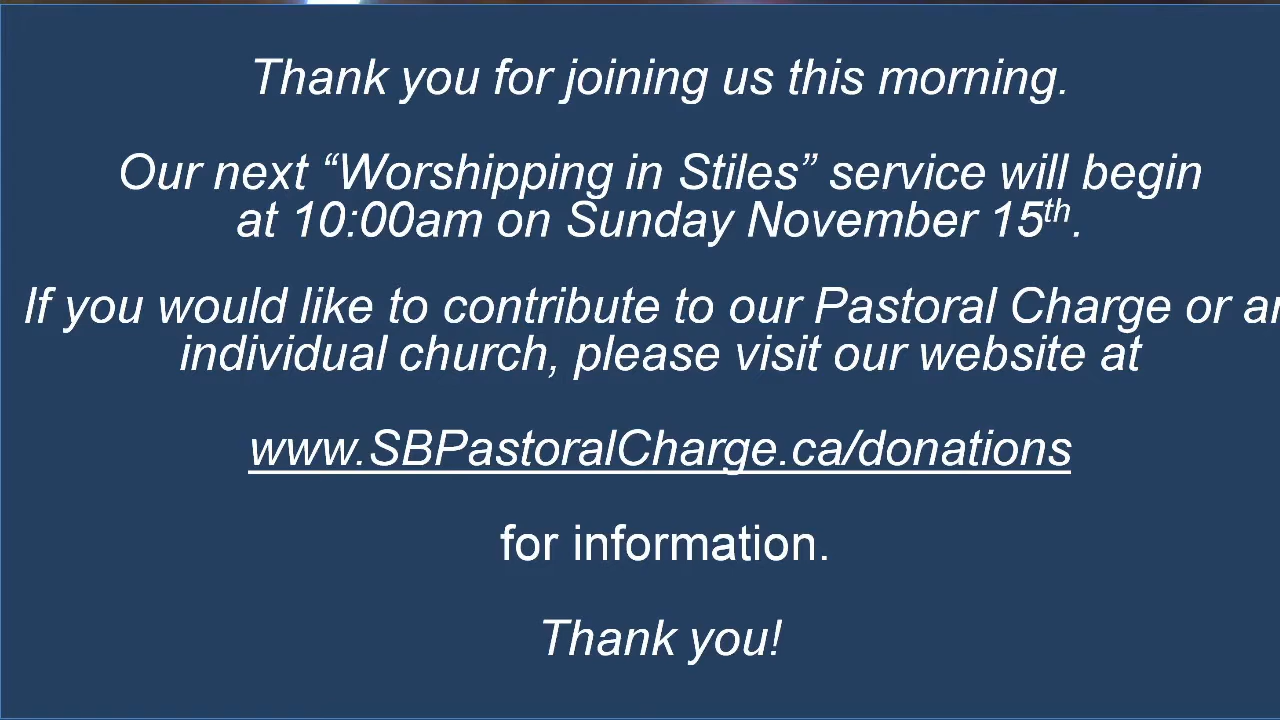 Thank you for joining us this morning.
Our next “Worshipping in Stiles” service will begin
at 10:00am on Sunday November 15th.
If you would like to contribute to our Pastoral Charge or
individual church, please visit our website at
www.SBPastoralCharge.ca/donations
for information.
Thank you!